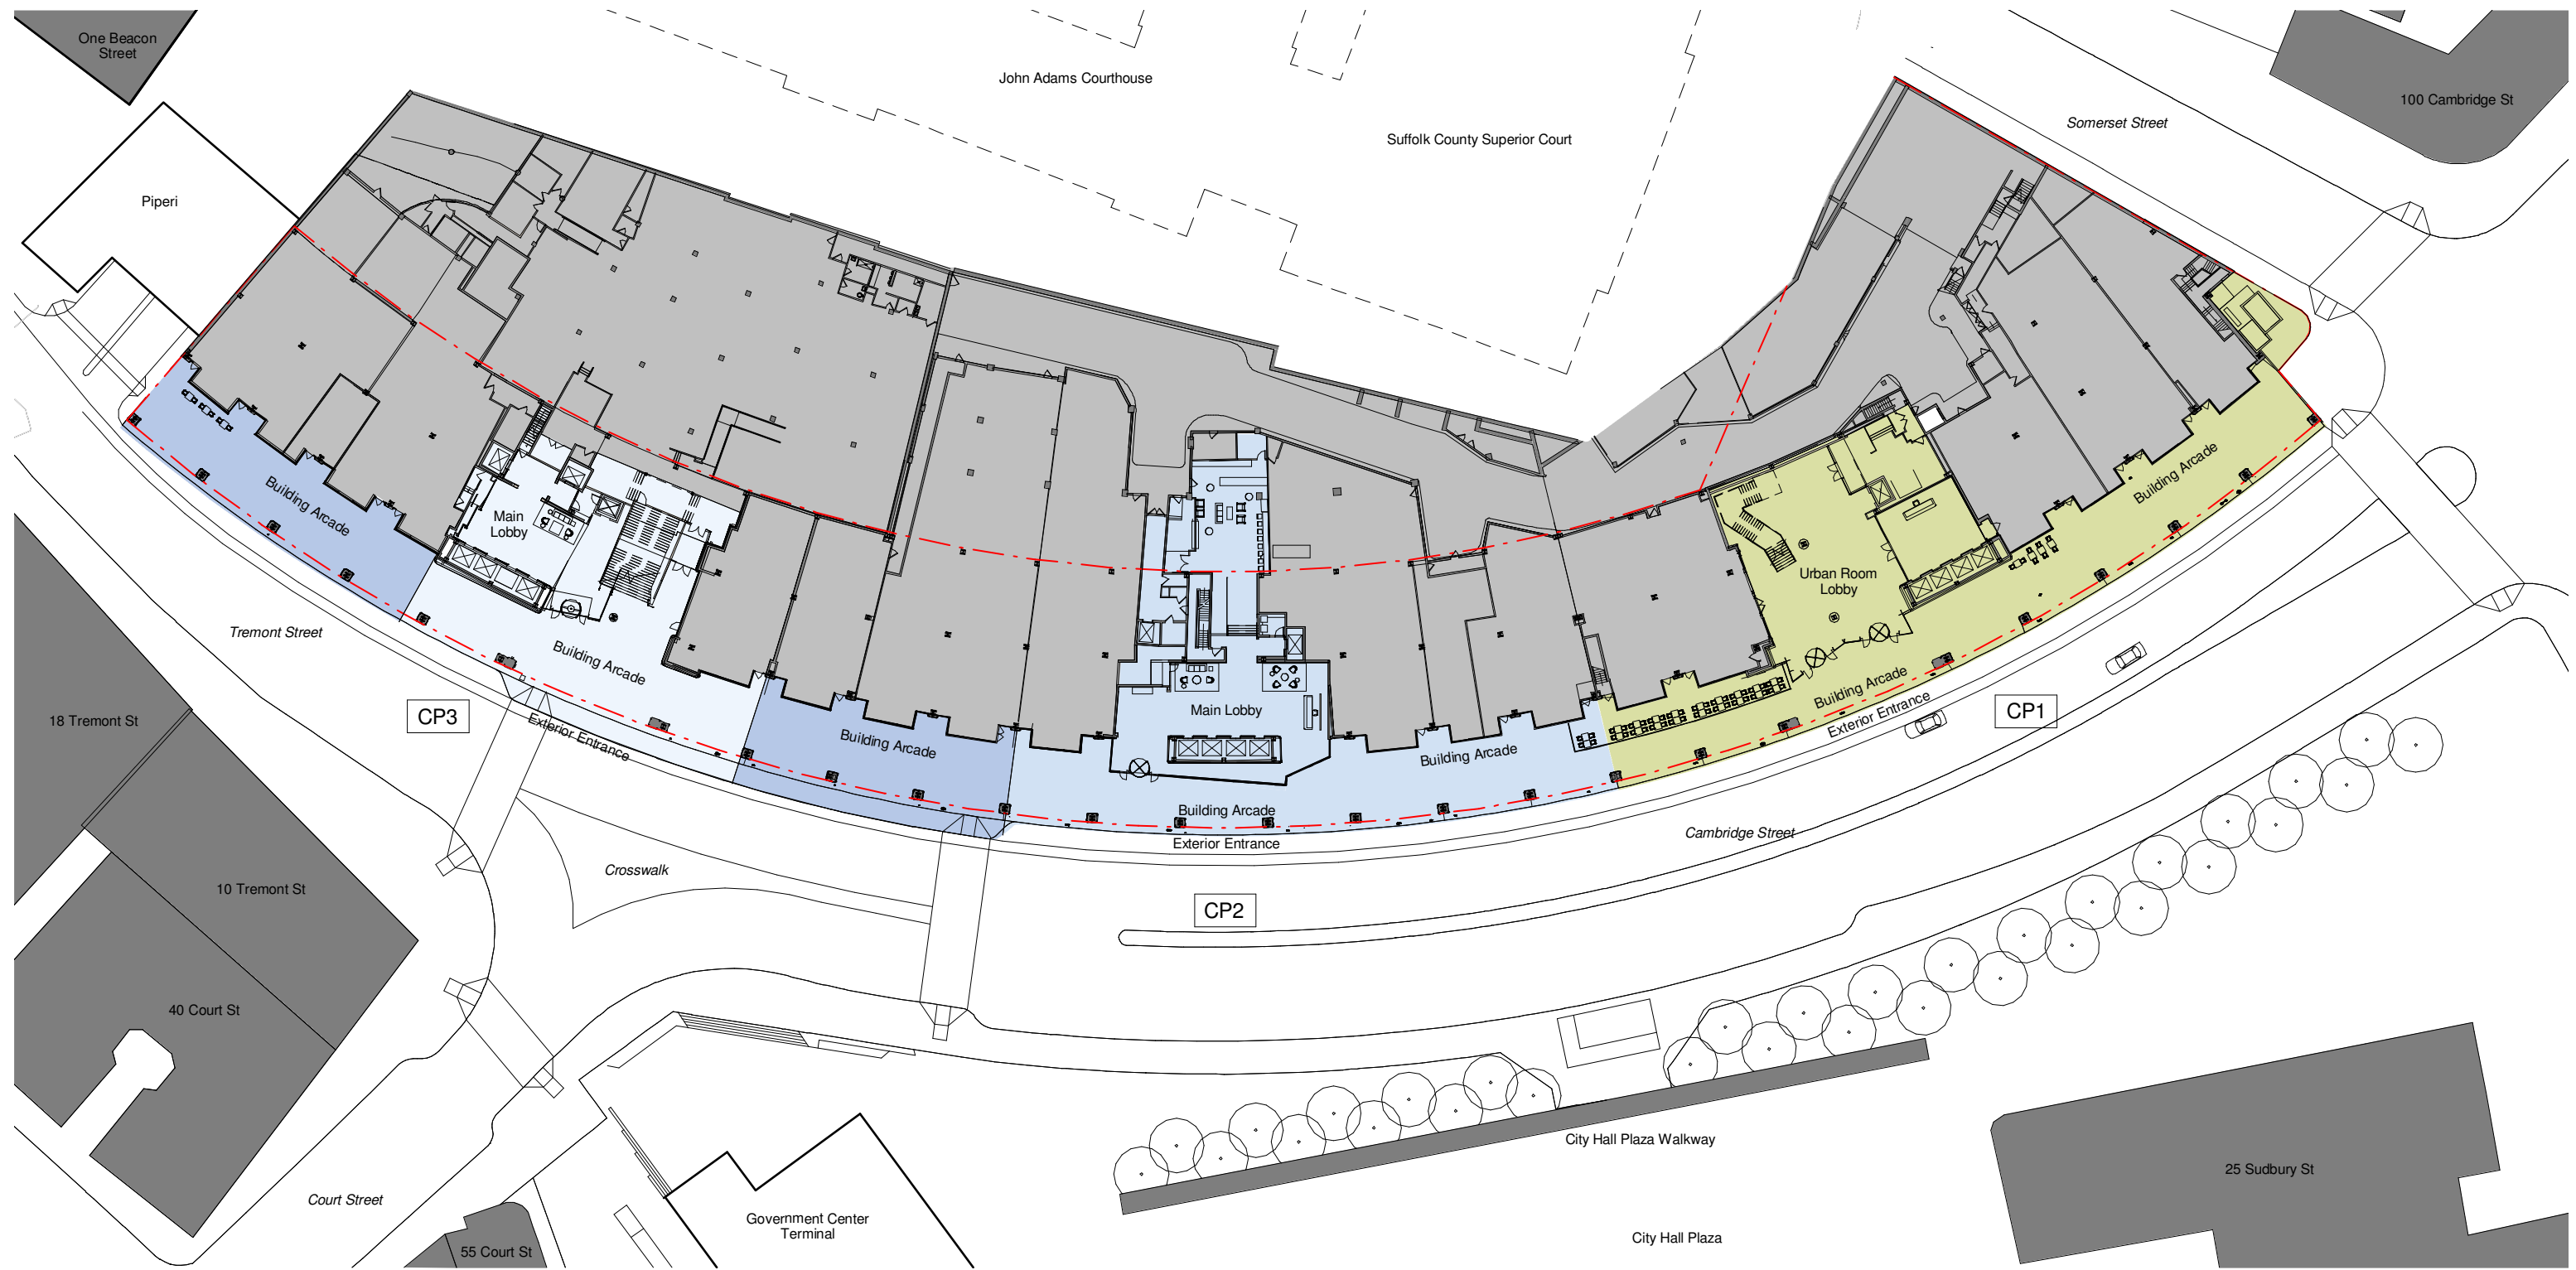 One Beacon
Street
John Adams Courthouse
100 Cambridge St
Somerset Street
Suffolk County Superior Court
Piperi
Building Arcade
Main
Lobby
Building Arcade
Urban Room
Lobby
Building Arcade
Tremont Street
Building Arcade
Building Arcade
Main Lobby
CP3
CP1
18 Tremont St
Exterior Entrance
Exterior Entrance
Building Arcade
Building Arcade
Building Arcade
Exterior Entrance
Cambridge Street
Crosswalk
10 Tremont St
CP2
40 Court St
City Hall Plaza Walkway
25 Sudbury St
Court Street
Government Center
Terminal
City Hall Plaza
55 Court St